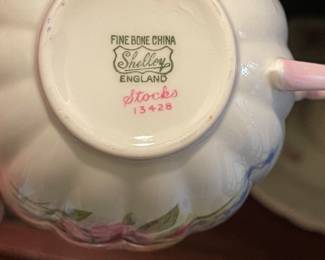 FINE BONE CHINA
Shelley
ENGLAND
Stocks
13428